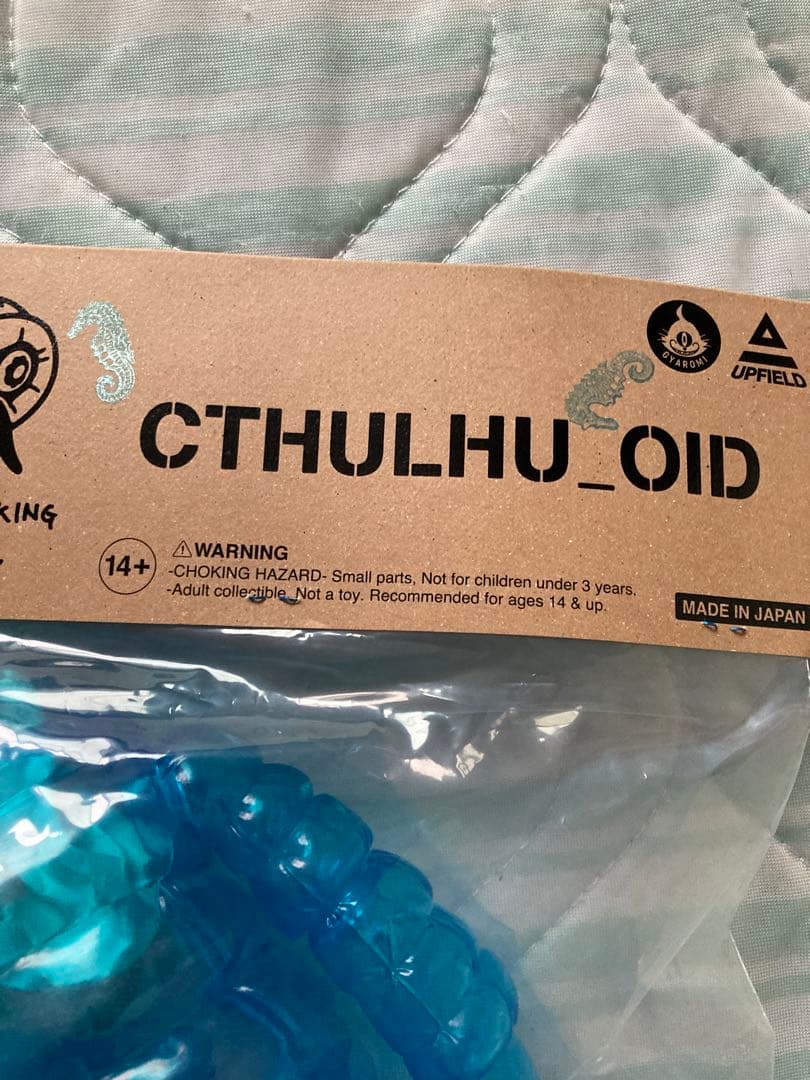 GYAROMI
UPFIELD
CTHULHU_OID
KING
14+
⚠WARNING
-CHOKING HAZARD- Small parts, Not for children under 3 years.
-Adult collectible. Not a toy. Recommended for ages 14 & up.
MADE IN JAPAN